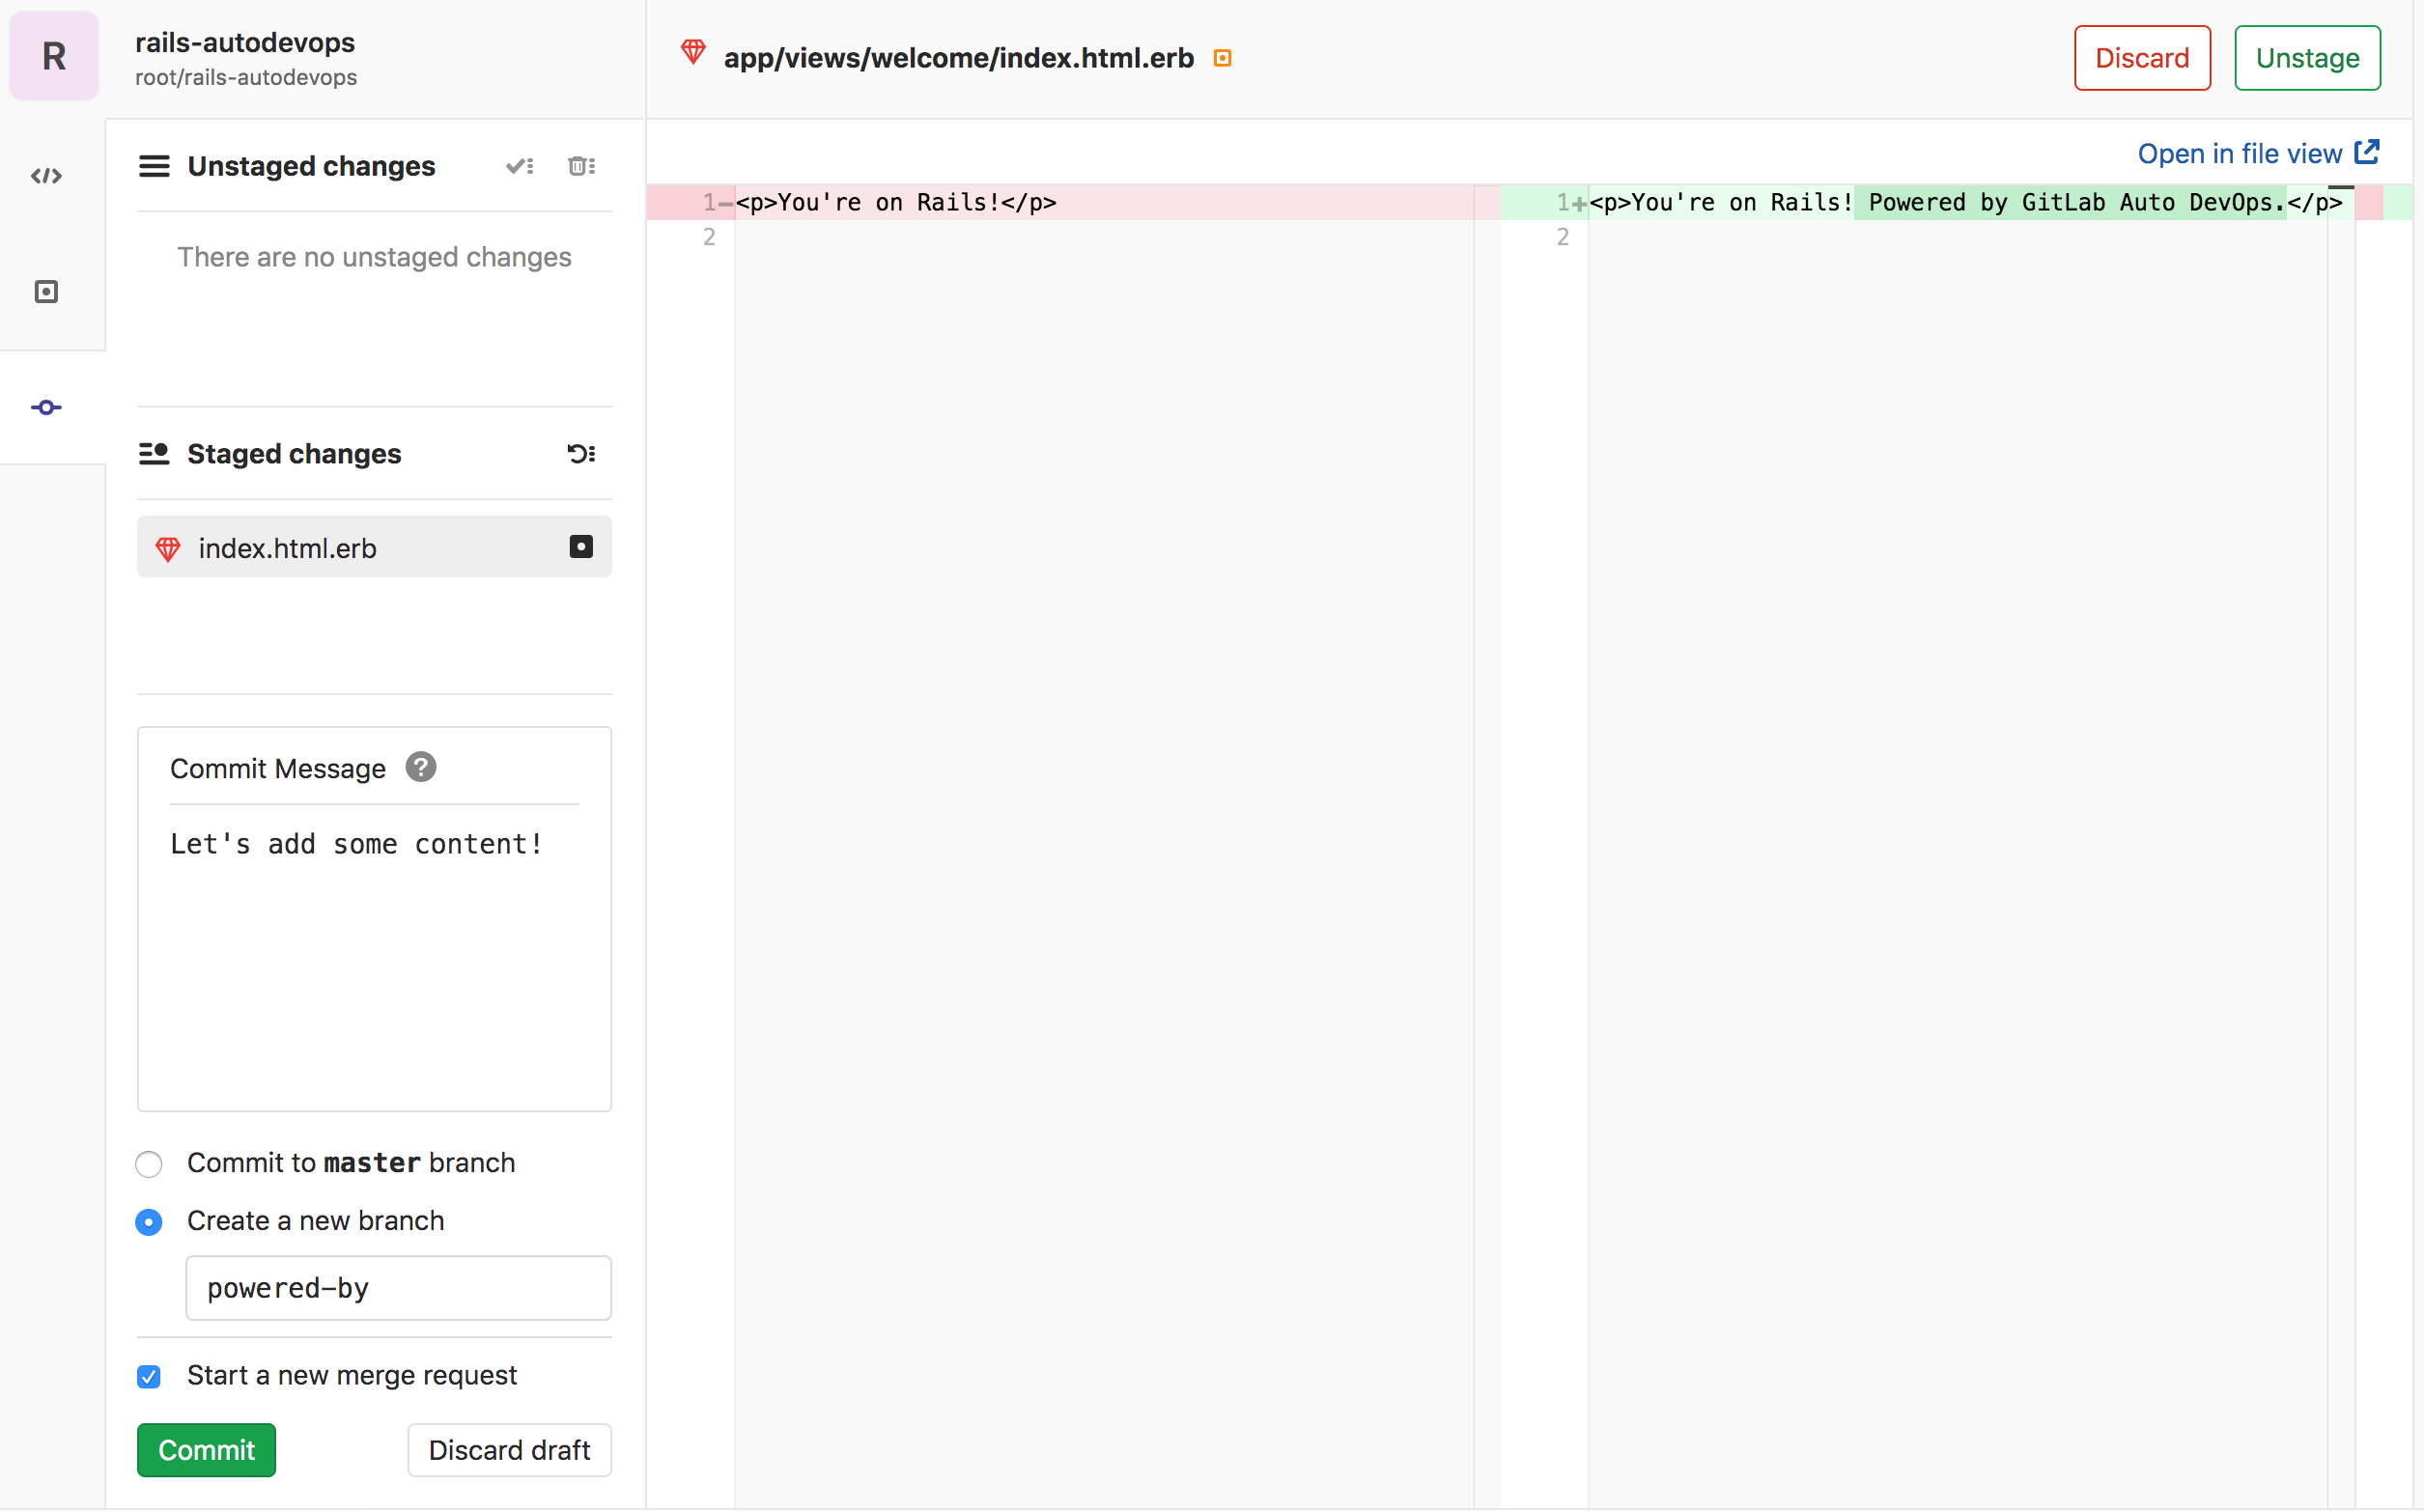 R
rails-autodevops
root/rails-autodevops
app/views/welcome/index.html.erb
Discard
Unstage
Open in file view
Unstaged changes
There are no unstaged changes
Staged changes
index.html.erb
Commit Message ?
Let's add some content!
Commit to master branch
Create a new branch
powered-by
Start a new merge request
Commit
Discard draft
1 – <p>You're on Rails!</p>
2
1 + <p>You're on Rails! Powered by GitLab Auto DevOps.</p>
2